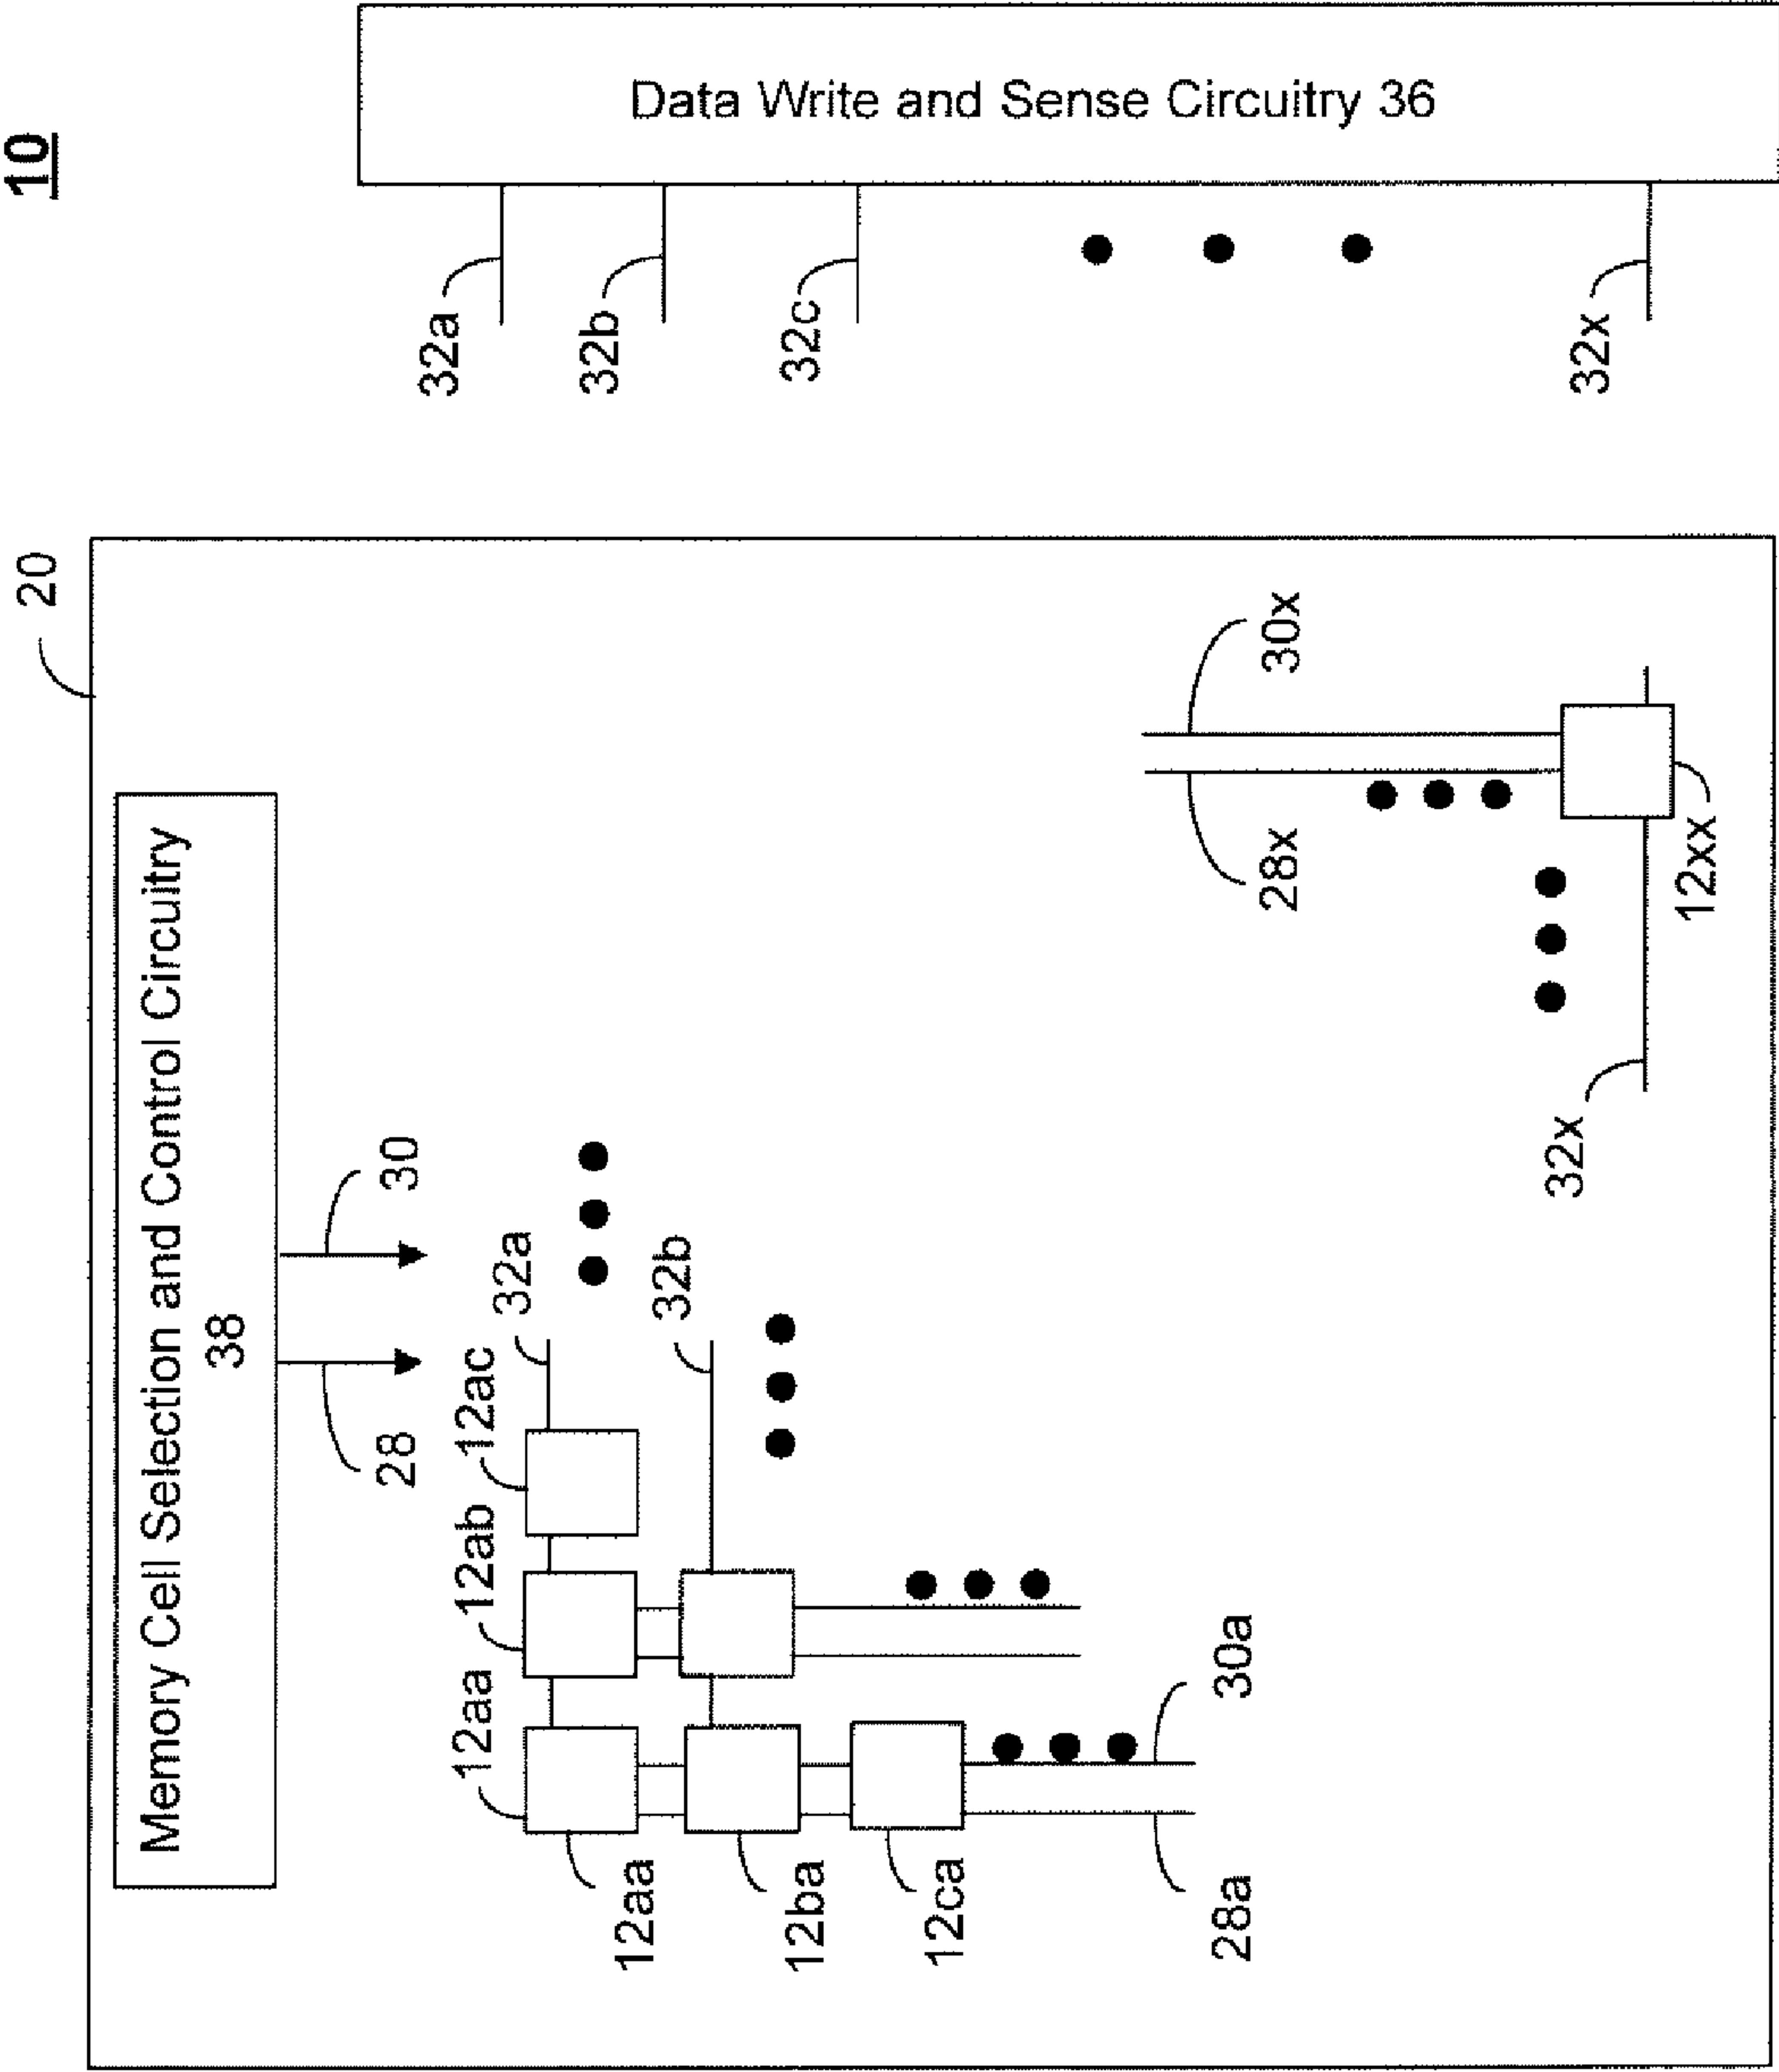 10
20
Memory Cell Selection and Control Circuitry
38
28
30
12aa
12ab
12ac
32a
12aa
12ba
32b
12ca
28a
30a
28x
30x
32x
12xx
32a
32b
32c
32x
Data Write and Sense Circuitry 36